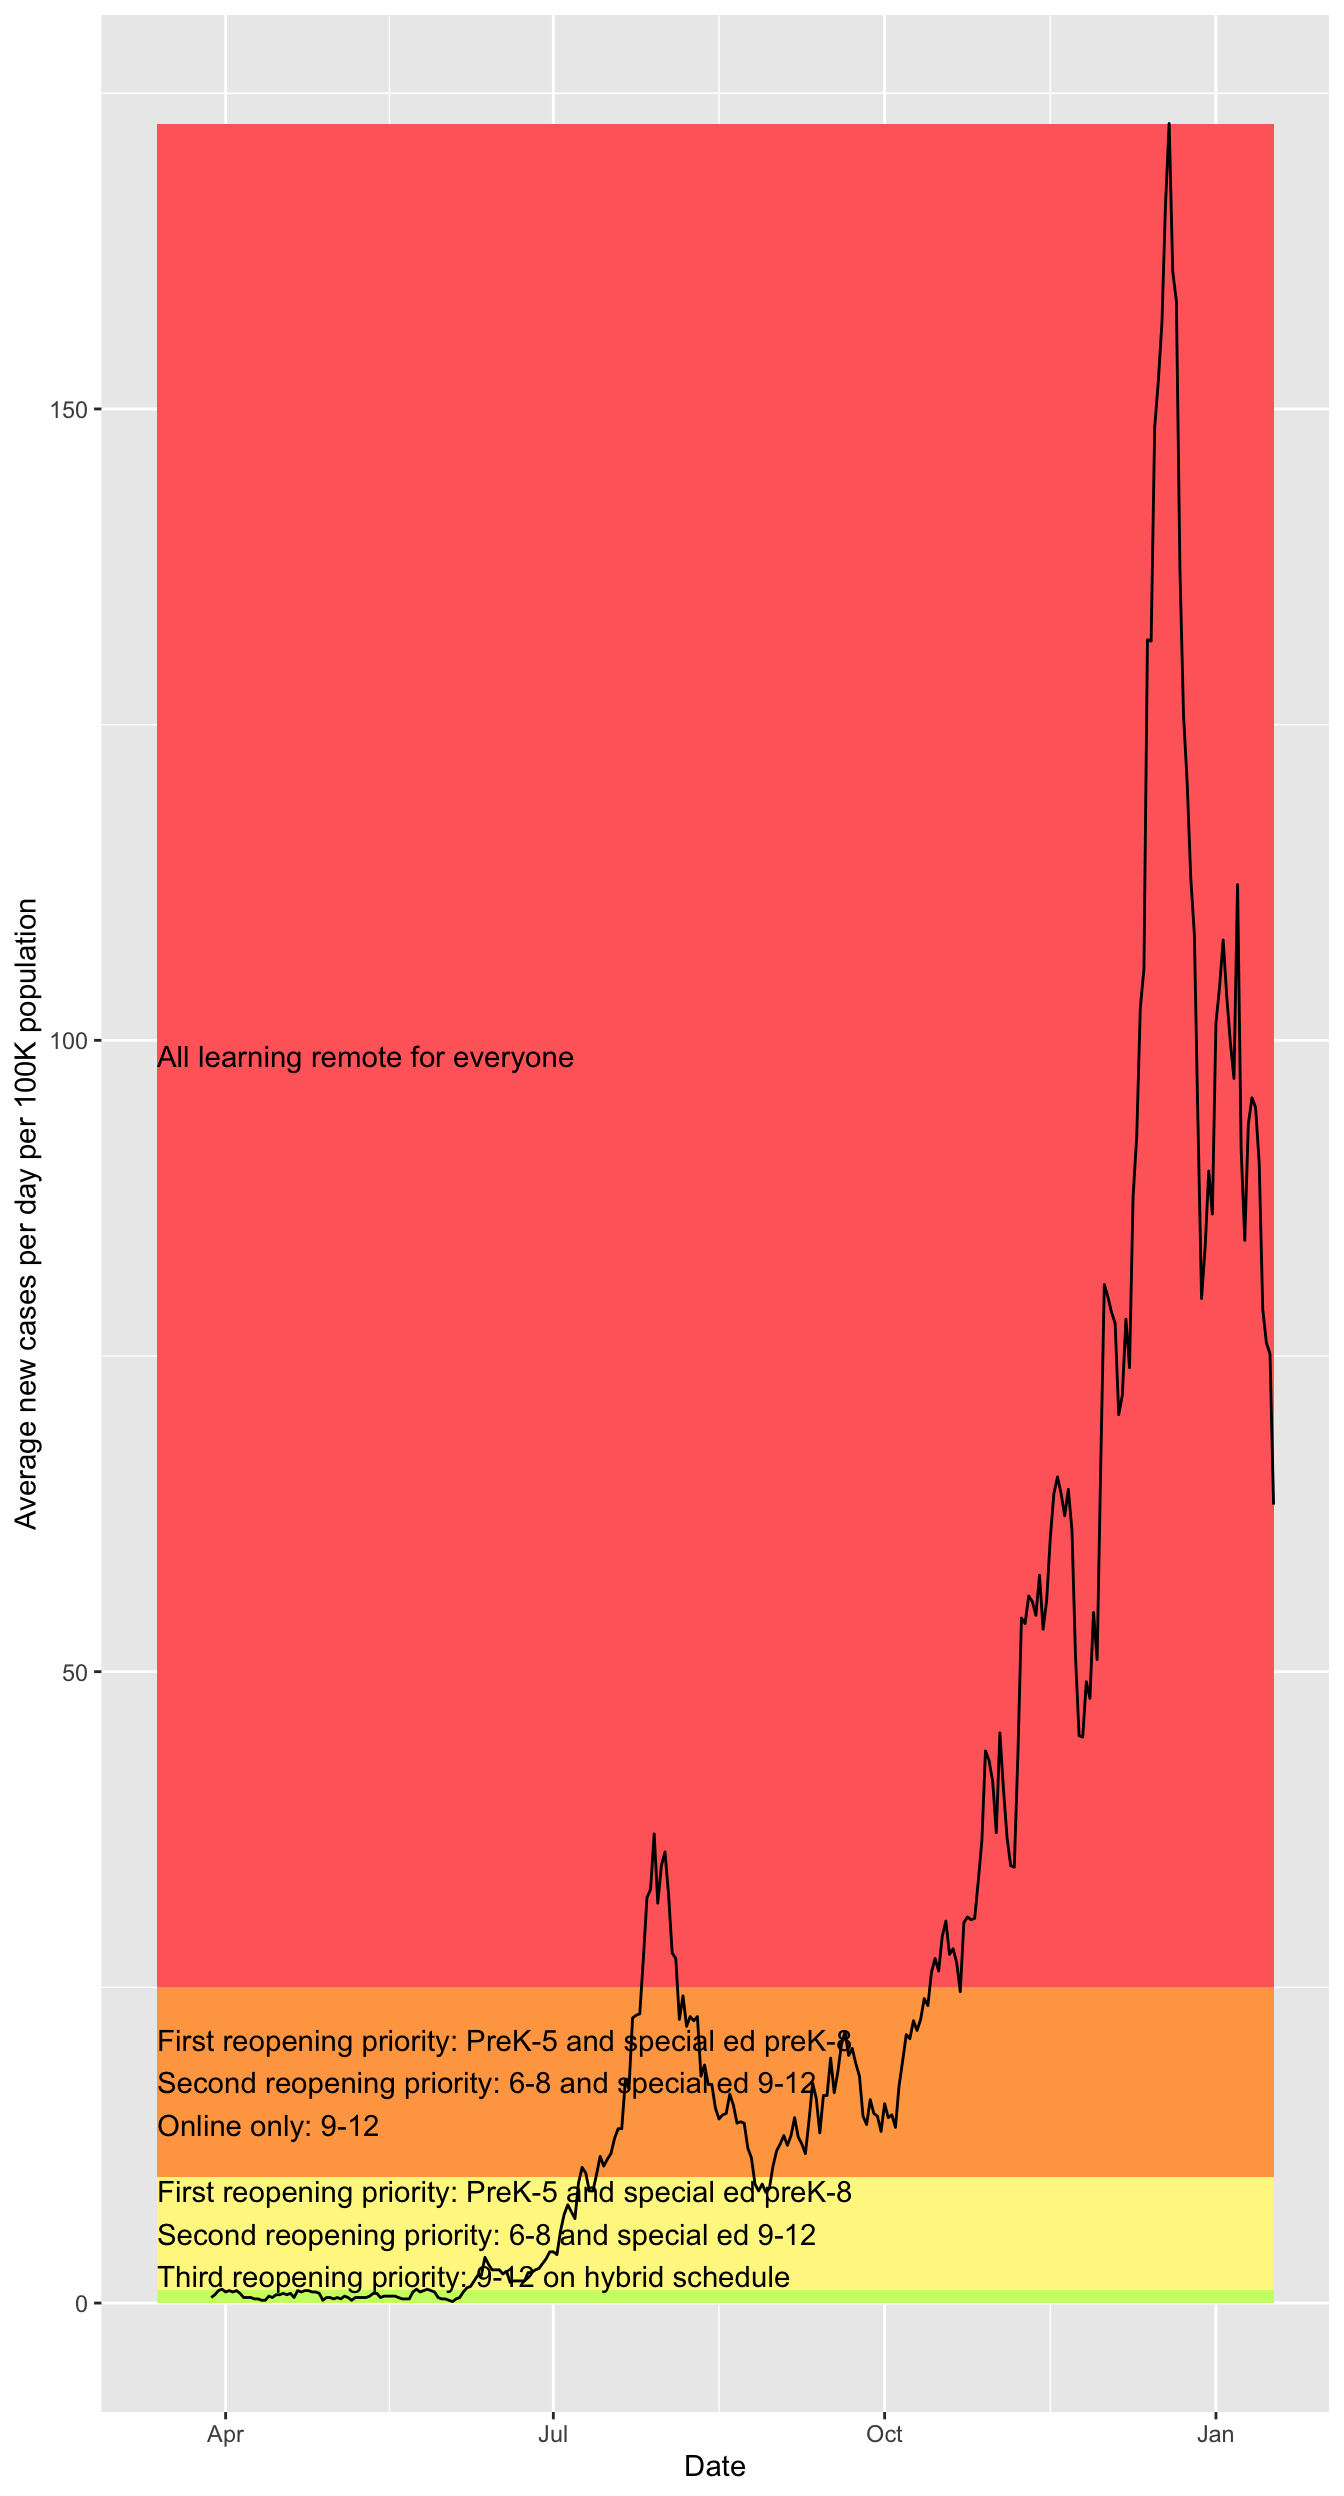 150
100
50
0
Average new cases per day per 100K population
All learning remote for everyone
First reopening priority: PreK-5 and special ed preK-8
Second reopening priority: 6-8 and special ed 9-12
Online only: 9-12
First reopening priority: PreK-5 and special ed preK-8
Second reopening priority: 6-8 and special ed 9-12
Third reopening priority: 9-12 on hybrid schedule
Apr Jul Oct Jan
Date